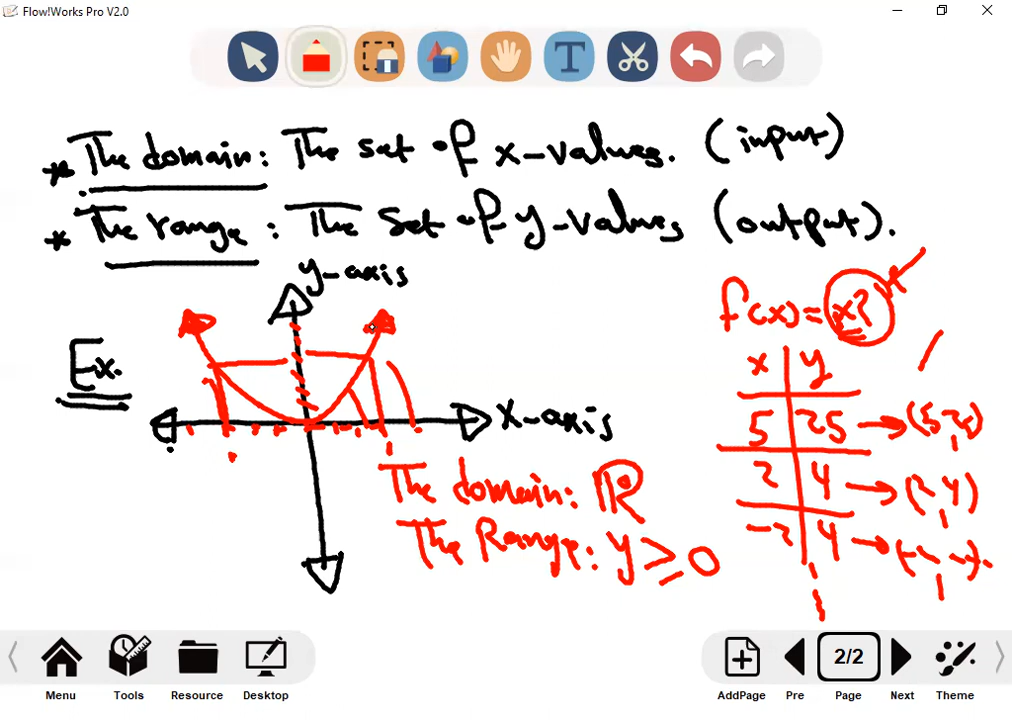 Flow!Works Pro V2.0
* The domain: The set of x-values. (input)
* The range: The set of y-values (output).
y-axis
Ex.
x-axis
f(x) = x²
x y
5 25 → (5, 25)
2 4 → (2, 4)
-2 4 → (-2, 4).
The domain: ℝ
The Range: y ≥ 0
Menu Tools Resource Desktop
2/2
AddPage Pre Page Next Theme